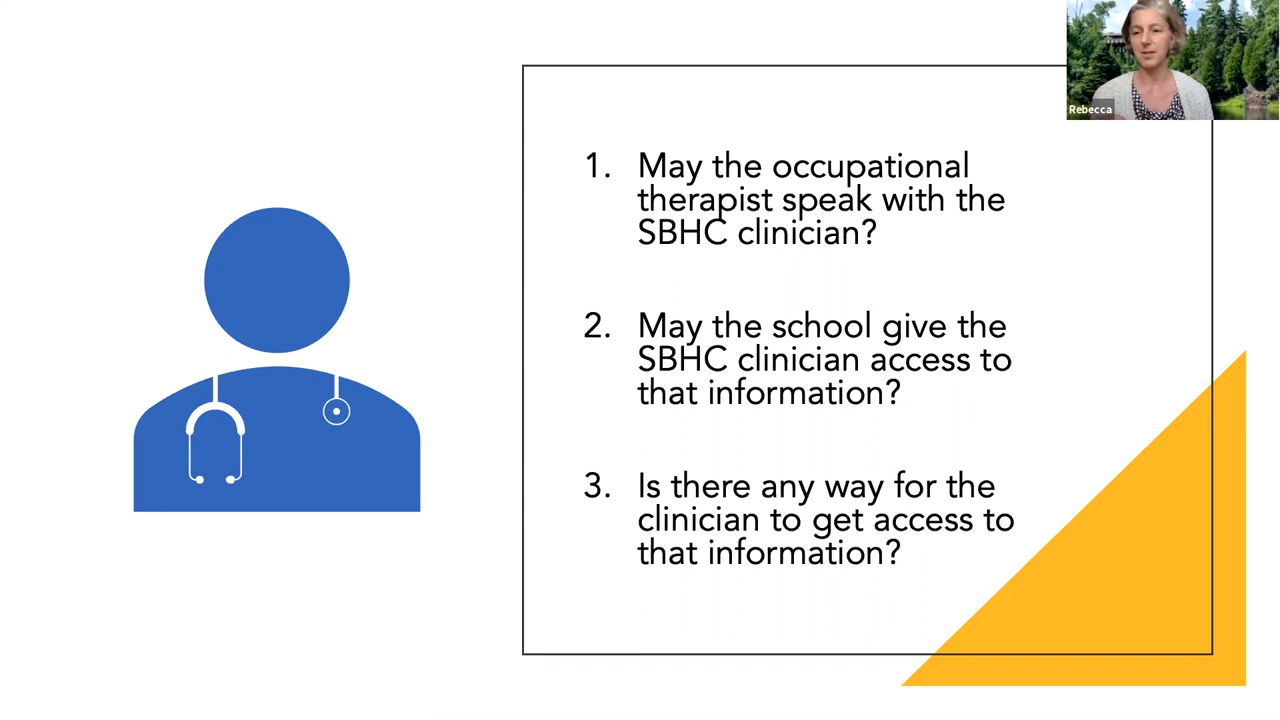 Rebecca
1. May the occupational
therapist speak with the
SBHC clinician?
2. May the school give the
SBHC clinician access to
that information?
3. Is there any way for the
clinician to get access to
that information?